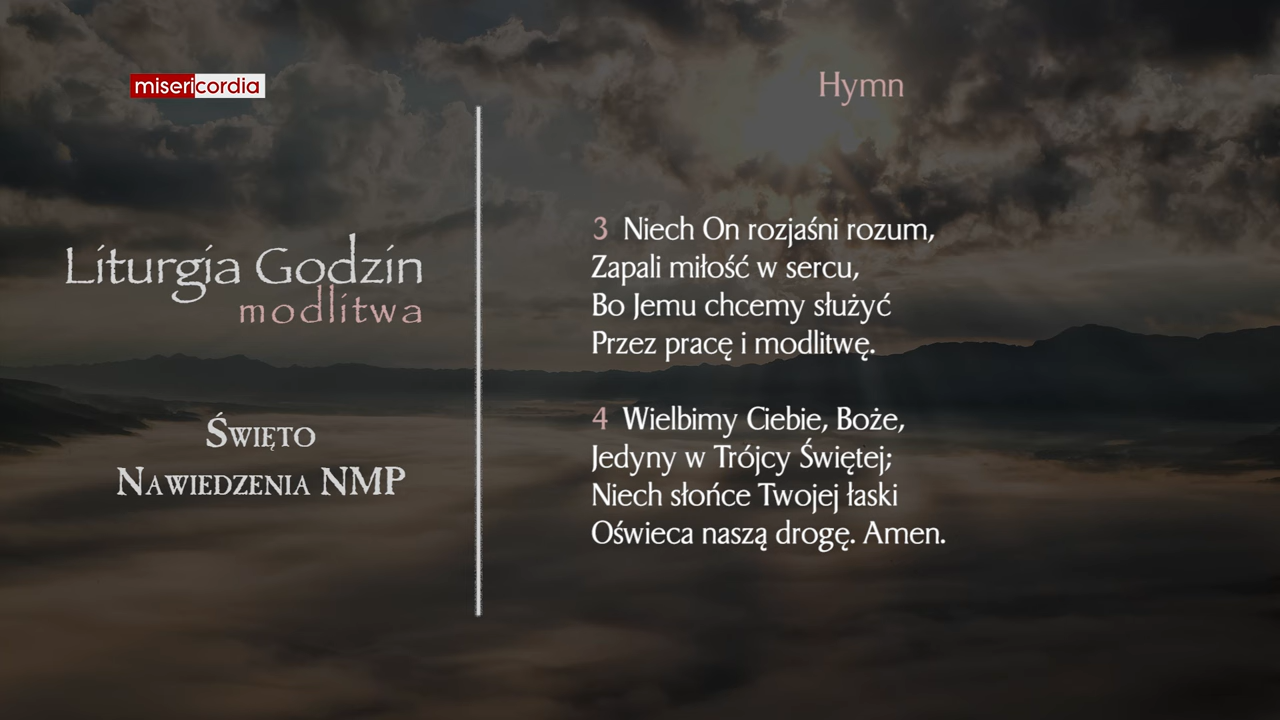 misericordia
Liturgia Godzin
modlitwa
Święto
Nawiedzenia NMP
Hymn
3 Niech On rozjaśni rozum,
Zapali miłość w sercu,
Bo Jemu chcemy służyć
Przez pracę i modlitwę.
4 Wielbimy Ciebie, Boże,
Jedyny w Trójcy Świętej;
Niech słońce Twojej łaski
Oświeca naszą drogę. Amen.